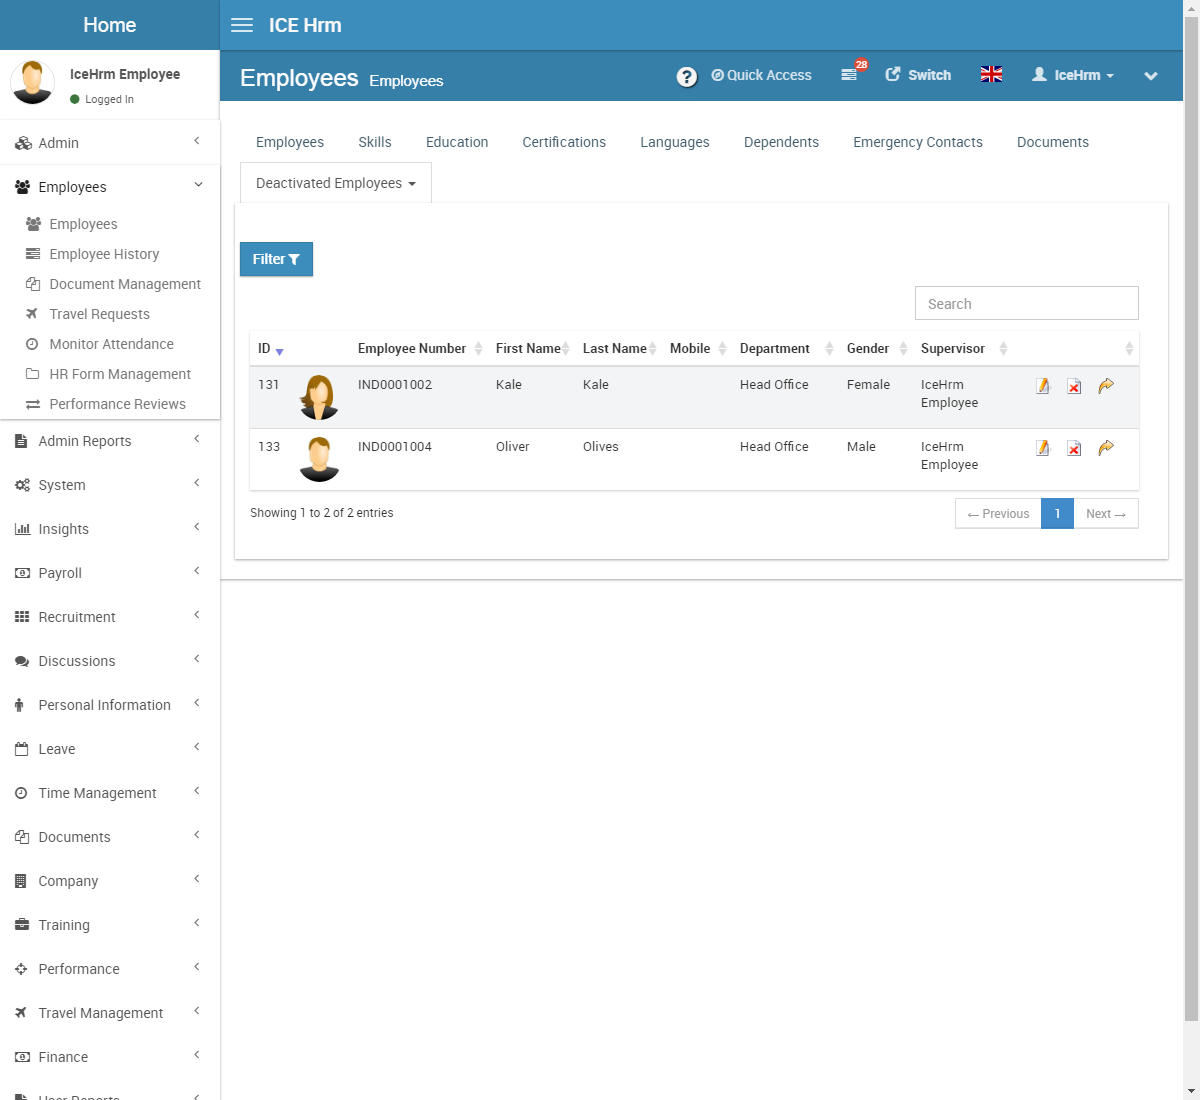 Home
ICE Hrm
IceHrm Employee
Logged In
Employees Employees
? Quick Access
28
Switch
IceHrm
Admin
Employees
Employees
Employee History
Document Management
Travel Requests
Monitor Attendance
HR Form Management
Performance Reviews
Admin Reports
System
Insights
Payroll
Recruitment
Discussions
Personal Information
Leave
Time Management
Documents
Company
Training
Performance
Travel Management
Finance
User Reports
Employees Skills Education Certifications Languages Dependents Emergency Contacts Documents
Deactivated Employees
Filter
Search
ID Employee Number First Name Last Name Mobile Department Gender Supervisor
131 IND0001002 Kale Kale Head Office Female IceHrm
Employee
133 IND0001004 Oliver Olives Head Office Male IceHrm
Employee
Showing 1 to 2 of 2 entries
← Previous 1 Next →